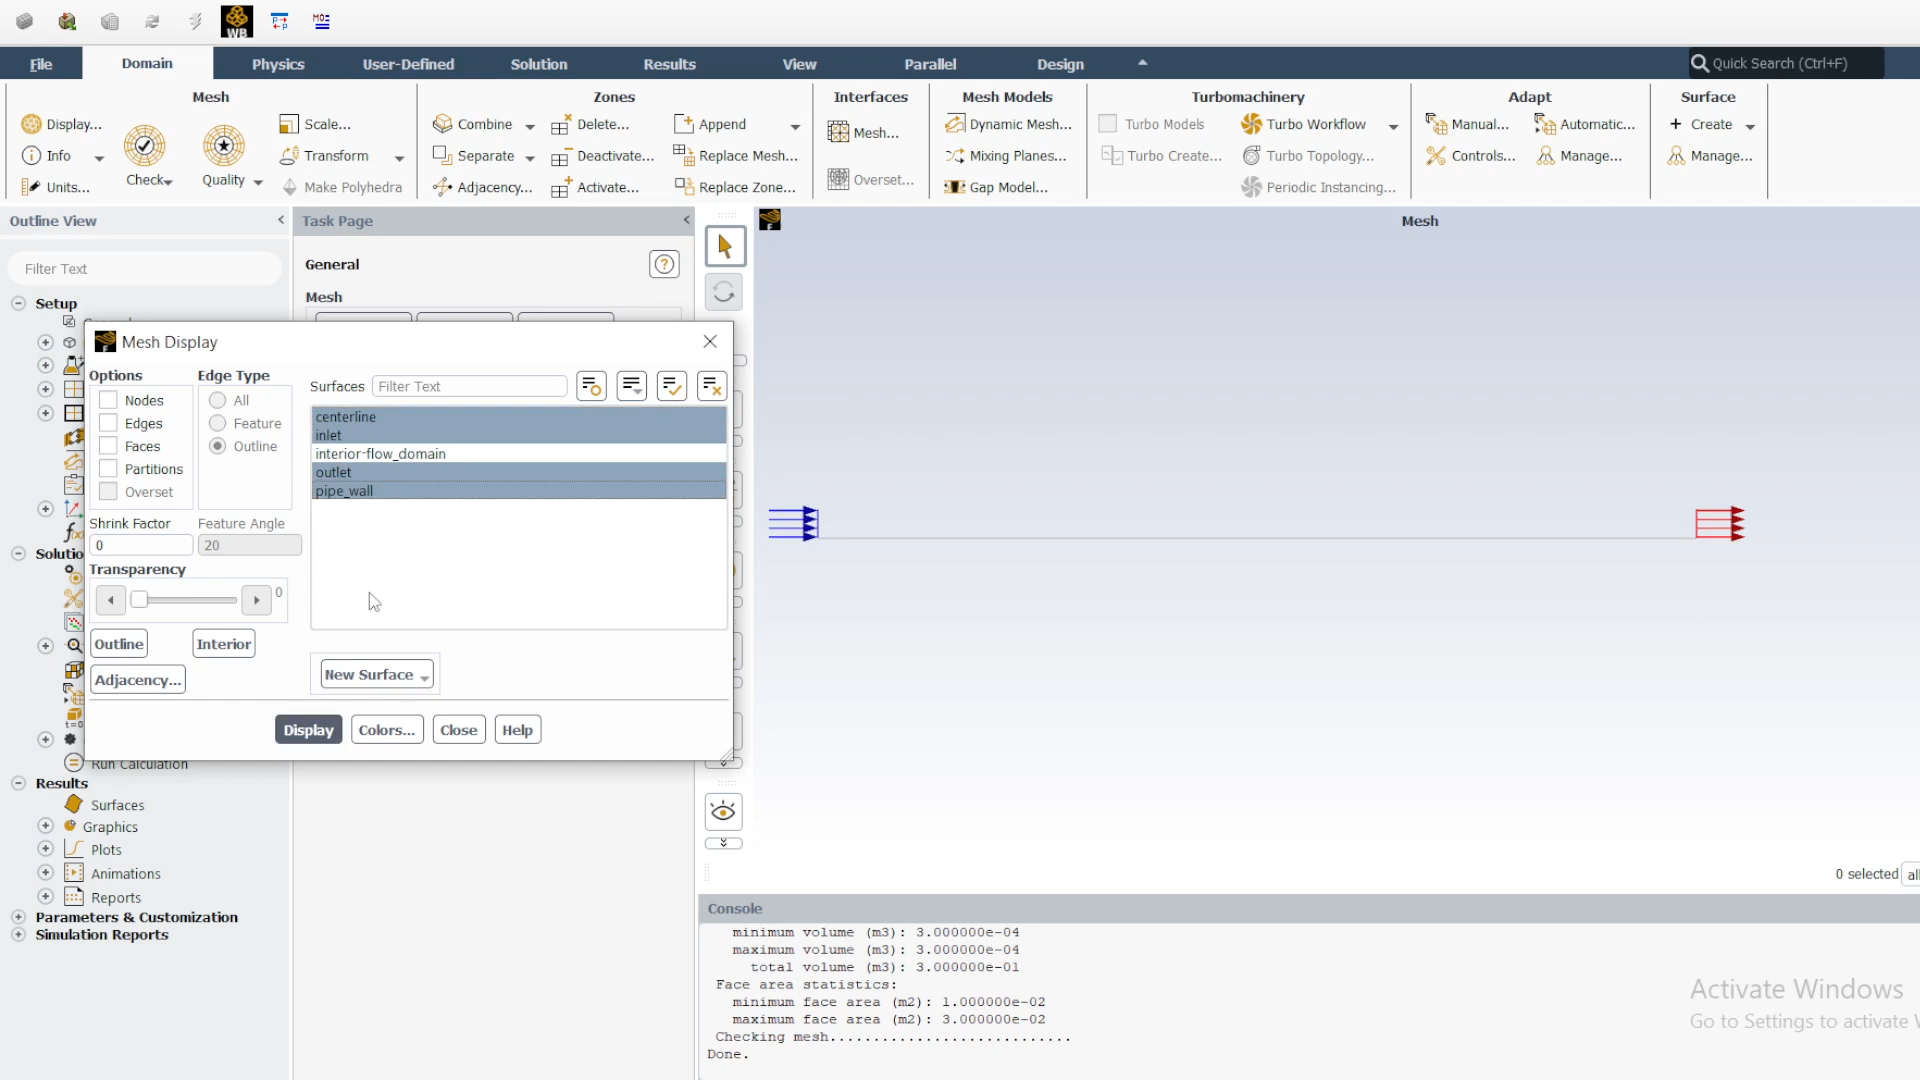 WB
File
Domain
Physics
User-Defined
Solution
Results
View
Parallel
Design
Quick Search (Ctrl+F)
Mesh
Display...
Info
Units...
Check
Quality
Scale...
Transform
Make Polyhedra
Zones
Combine
Separate
Adjacency...
Delete...
Deactivate...
Activate...
Append
Replace Mesh...
Replace Zone...
Interfaces
Mesh...
Overset...
Mesh Models
Dynamic Mesh...
Mixing Planes...
Gap Model...
Turbomachinery
Turbo Models
Turbo Create...
Turbo Workflow
Turbo Topology...
Periodic Instancing...
Adapt
Manual...
Controls...
Automatic...
Manage...
Surface
+ Create
Manage...
Outline View
Filter Text
Setup
Solutio
Run Calculation
Results
Surfaces
Graphics
Plots
Animations
Reports
Parameters & Customization
Simulation Reports
Task Page
General
Mesh
Mesh Display
Options
Nodes
Edges
Faces
Partitions
Overset
Edge Type
All
Feature
Outline
Shrink Factor
0
Feature Angle
20
Transparency
0
Outline
Interior
Adjacency...
Surfaces
Filter Text
centerline
inlet
interior-flow_domain
outlet
pipe_wall
New Surface
Display
Colors...
Close
Help
Mesh
0 selected
all
Console
minimum volume (m3): 3.000000e-04
maximum volume (m3): 3.000000e-04
total volume (m3): 3.000000e-01
Face area statistics:
minimum face area (m2): 1.000000e-02
maximum face area (m2): 3.000000e-02
Checking mesh...........................
Done.
Activate Windows
Go to Settings to activate